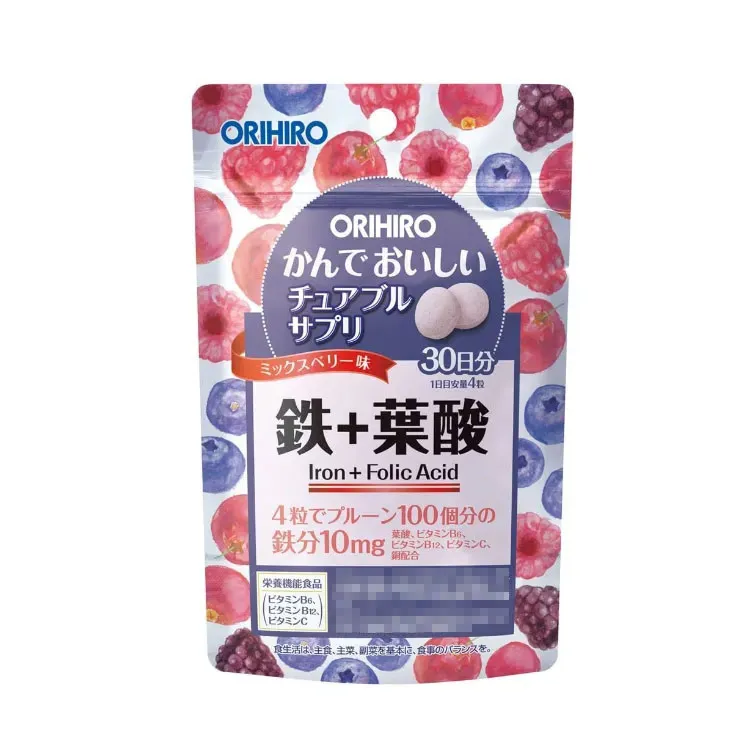 ORIHIRO
ORIHIRO
かんでおいしい
チュアブル
サプリ
ミックスベリー味
30日分
1日目安量4粒
鉄+葉酸
Iron + Folic Acid
4粒でプルーン100個分の
鉄分10mg
葉酸、ビタミンB6、
ビタミンB12、ビタミンC、
銅配合
栄養機能食品
(ビタミンB6、
ビタミンB12、
ビタミンC)
食生活は、主食、主菜、副菜を基本に、食事のバランスを。